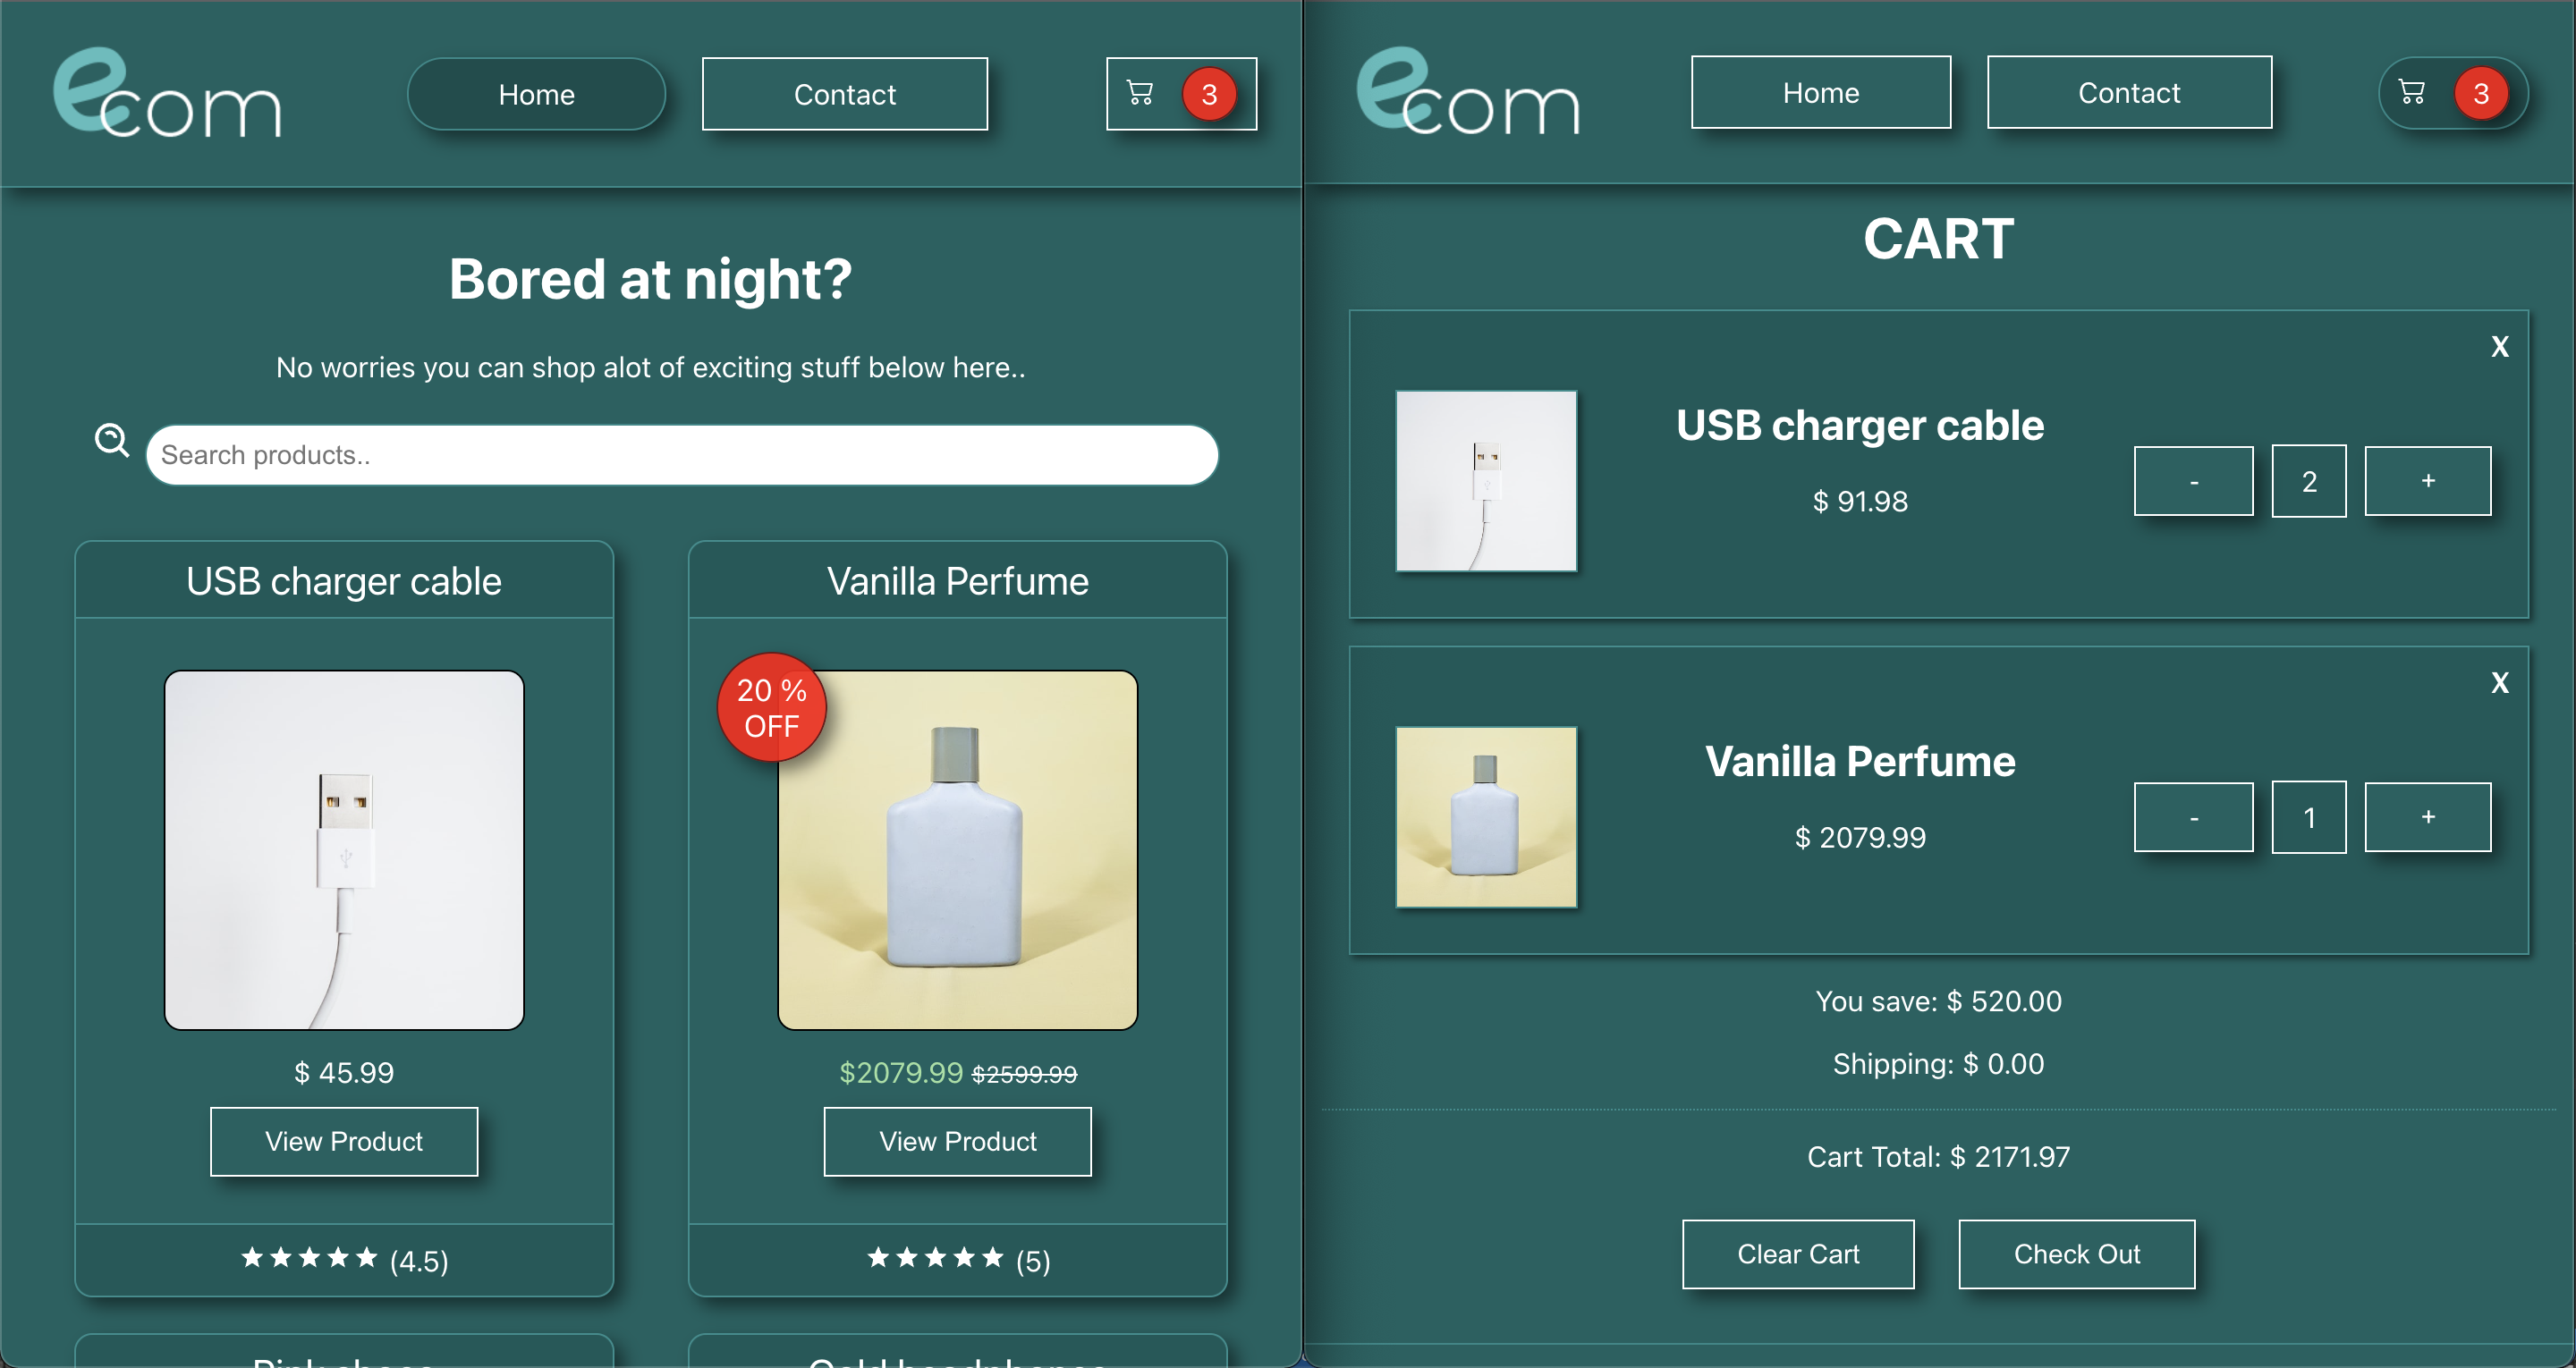 ecom
Home
Contact
3
Bored at night?
No worries you can shop alot of exciting stuff below here..
Search products..
USB charger cable
$ 45.99
View Product
★★★★★ (4.5)
Vanilla Perfume
20 %
OFF
$2079.99 $2599.99
View Product
★★★★★ (5)
ecom
Home
Contact
3
CART
X
USB charger cable
$ 91.98
- 2 +
X
Vanilla Perfume
$ 2079.99
- 1 +
You save: $ 520.00
Shipping: $ 0.00
Cart Total: $ 2171.97
Clear Cart
Check Out